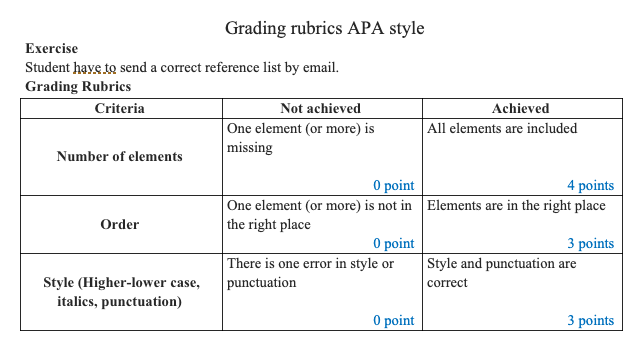 Grading rubrics APA style
Exercise
Student have to send a correct reference list by email.
Grading Rubrics
Criteria
Not achieved
Achieved
Number of elements
One element (or more) is
missing
0 point
All elements are included
4 points
Order
One element (or more) is not in
the right place
0 point
Elements are in the right place
3 points
Style (Higher-lower case,
italics, punctuation)
There is one error in style or
punctuation
0 point
Style and punctuation are
correct
3 points